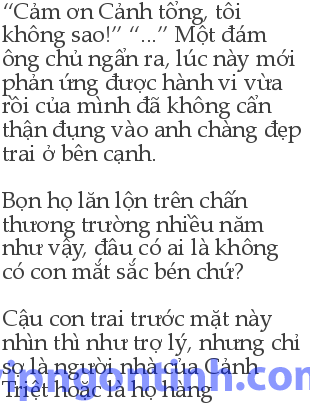 “Cảm ơn Cảnh tổng, tôi
không sao!” “...” Một đám
ông chủ ngẩn ra, lúc này mới
phản ứng được hành vi vừa
rồi của mình đã không cẩn
thận đụng vào anh chàng đẹp
trai ở bên cạnh.

Bọn họ lăn lộn trên chấn
thương trường nhiều năm
như vậy, đâu có ai là không
có con mắt sắc bén chứ?

Cậu con trai trước mặt này
nhìn thì như trợ lý, nhưng chỉ
sợ là người nhà của Cảnh
Triệt hoặc là họ hàng
vipngontinh.com